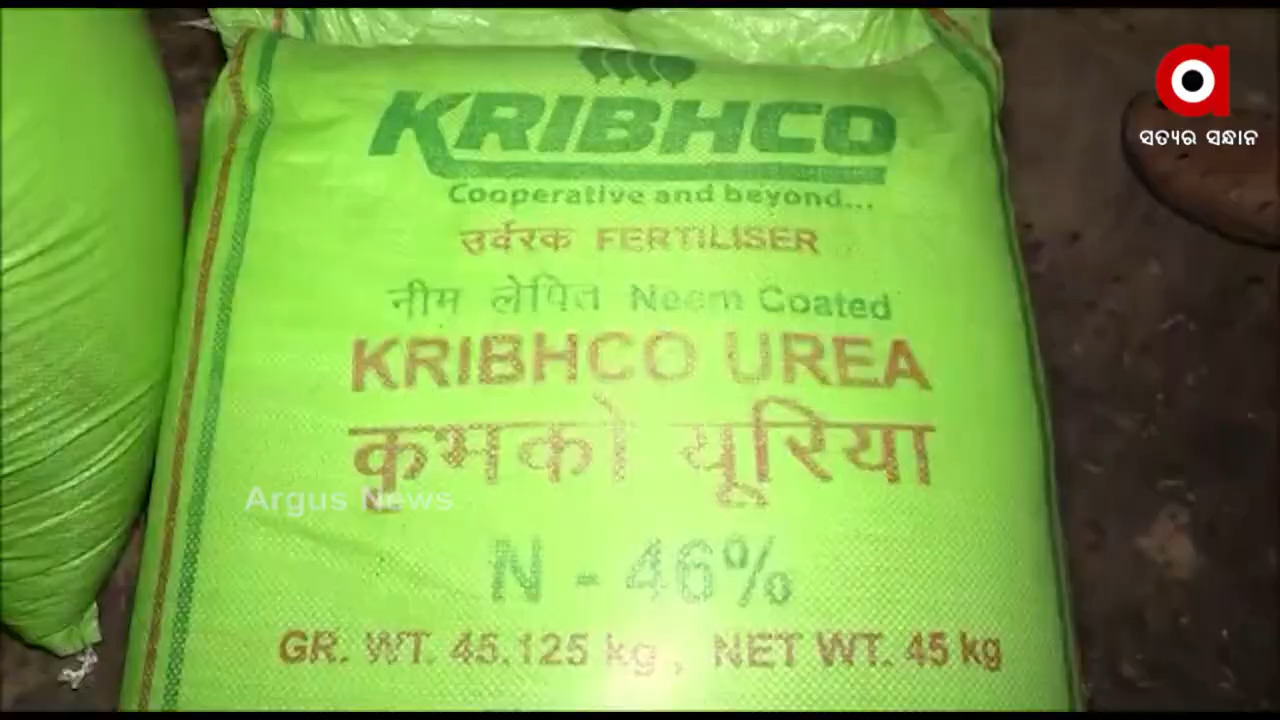 KRIBHCO
Cooperative and beyond...
उर्वरक FERTILISER
नीम लेपित Neem Coated
KRIBHCO UREA
कृभको यूरिया
N - 46%
GR. WT. 45.125 kg, NET WT. 45 kg
Argus News
ସତ୍ୟର ସନ୍ଧାନ